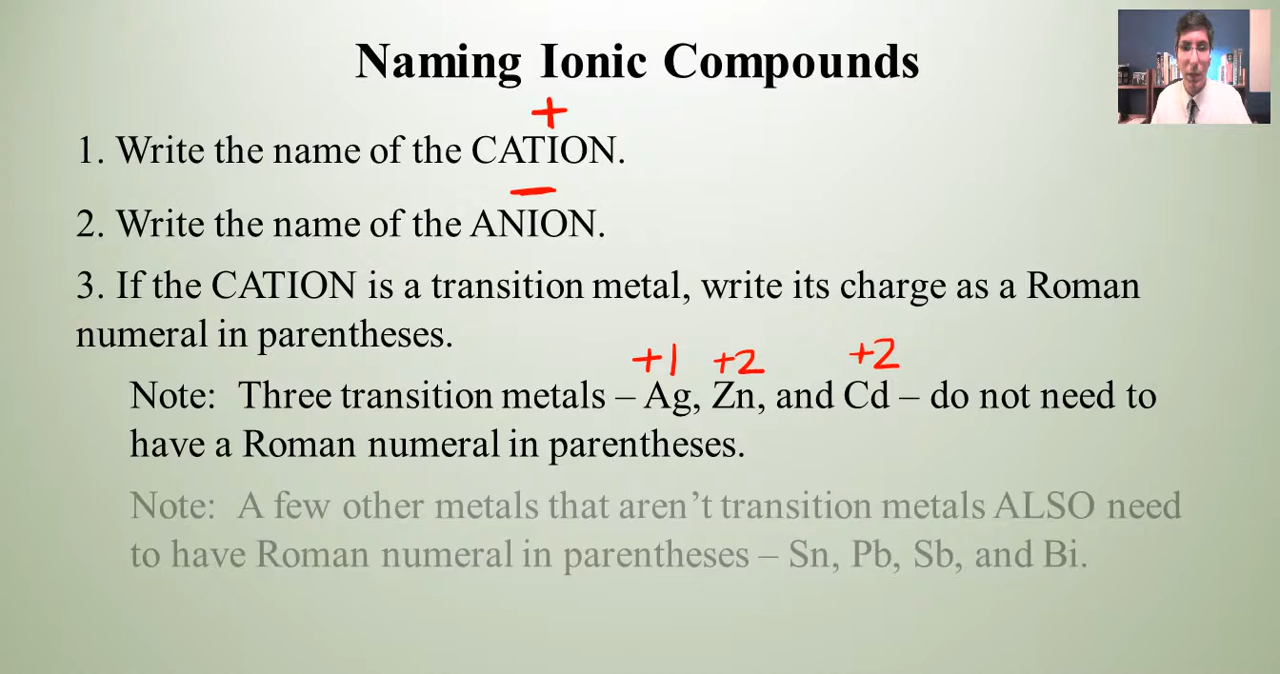 Naming Ionic Compounds
+
1. Write the name of the CATION.
—
2. Write the name of the ANION.
3. If the CATION is a transition metal, write its charge as a Roman
numeral in parentheses.
+1 +2 +2
Note: Three transition metals – Ag, Zn, and Cd – do not need to
have a Roman numeral in parentheses.
Note: A few other metals that aren’t transition metals ALSO need
to have Roman numeral in parentheses – Sn, Pb, Sb, and Bi.